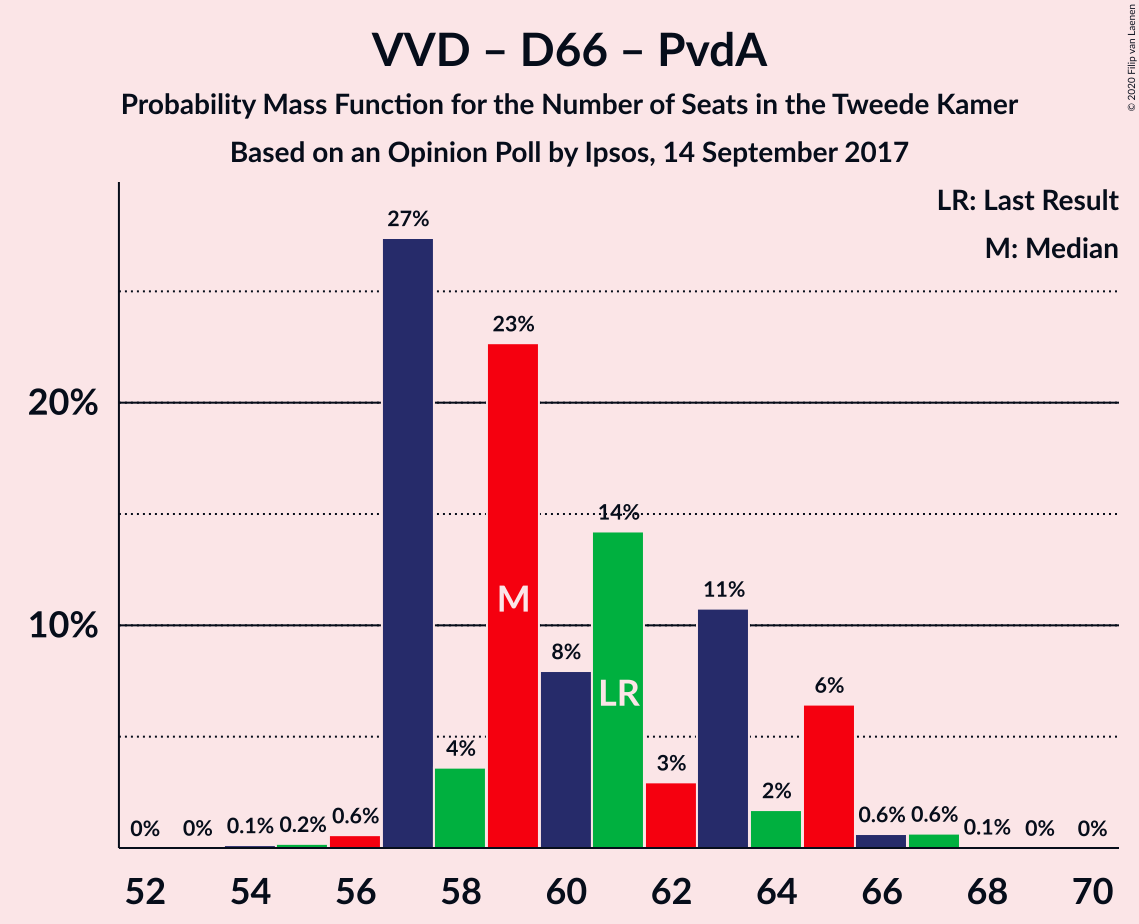 VVD – D66 – PvdA
Probability Mass Function for the Number of Seats in the Tweede Kamer
Based on an Opinion Poll by Ipsos, 14 September 2017
© 2020 Filip van Laenen
LR: Last Result
M: Median
27%
23%
20%
14%
11%
M
10%
8%
LR
6%
4%
3%
2%
0% 0% 0.1% 0.2% 0.6% 0.6% 0.6% 0.1% 0% 0%
52 54 56 58 60 62 64 66 68 70